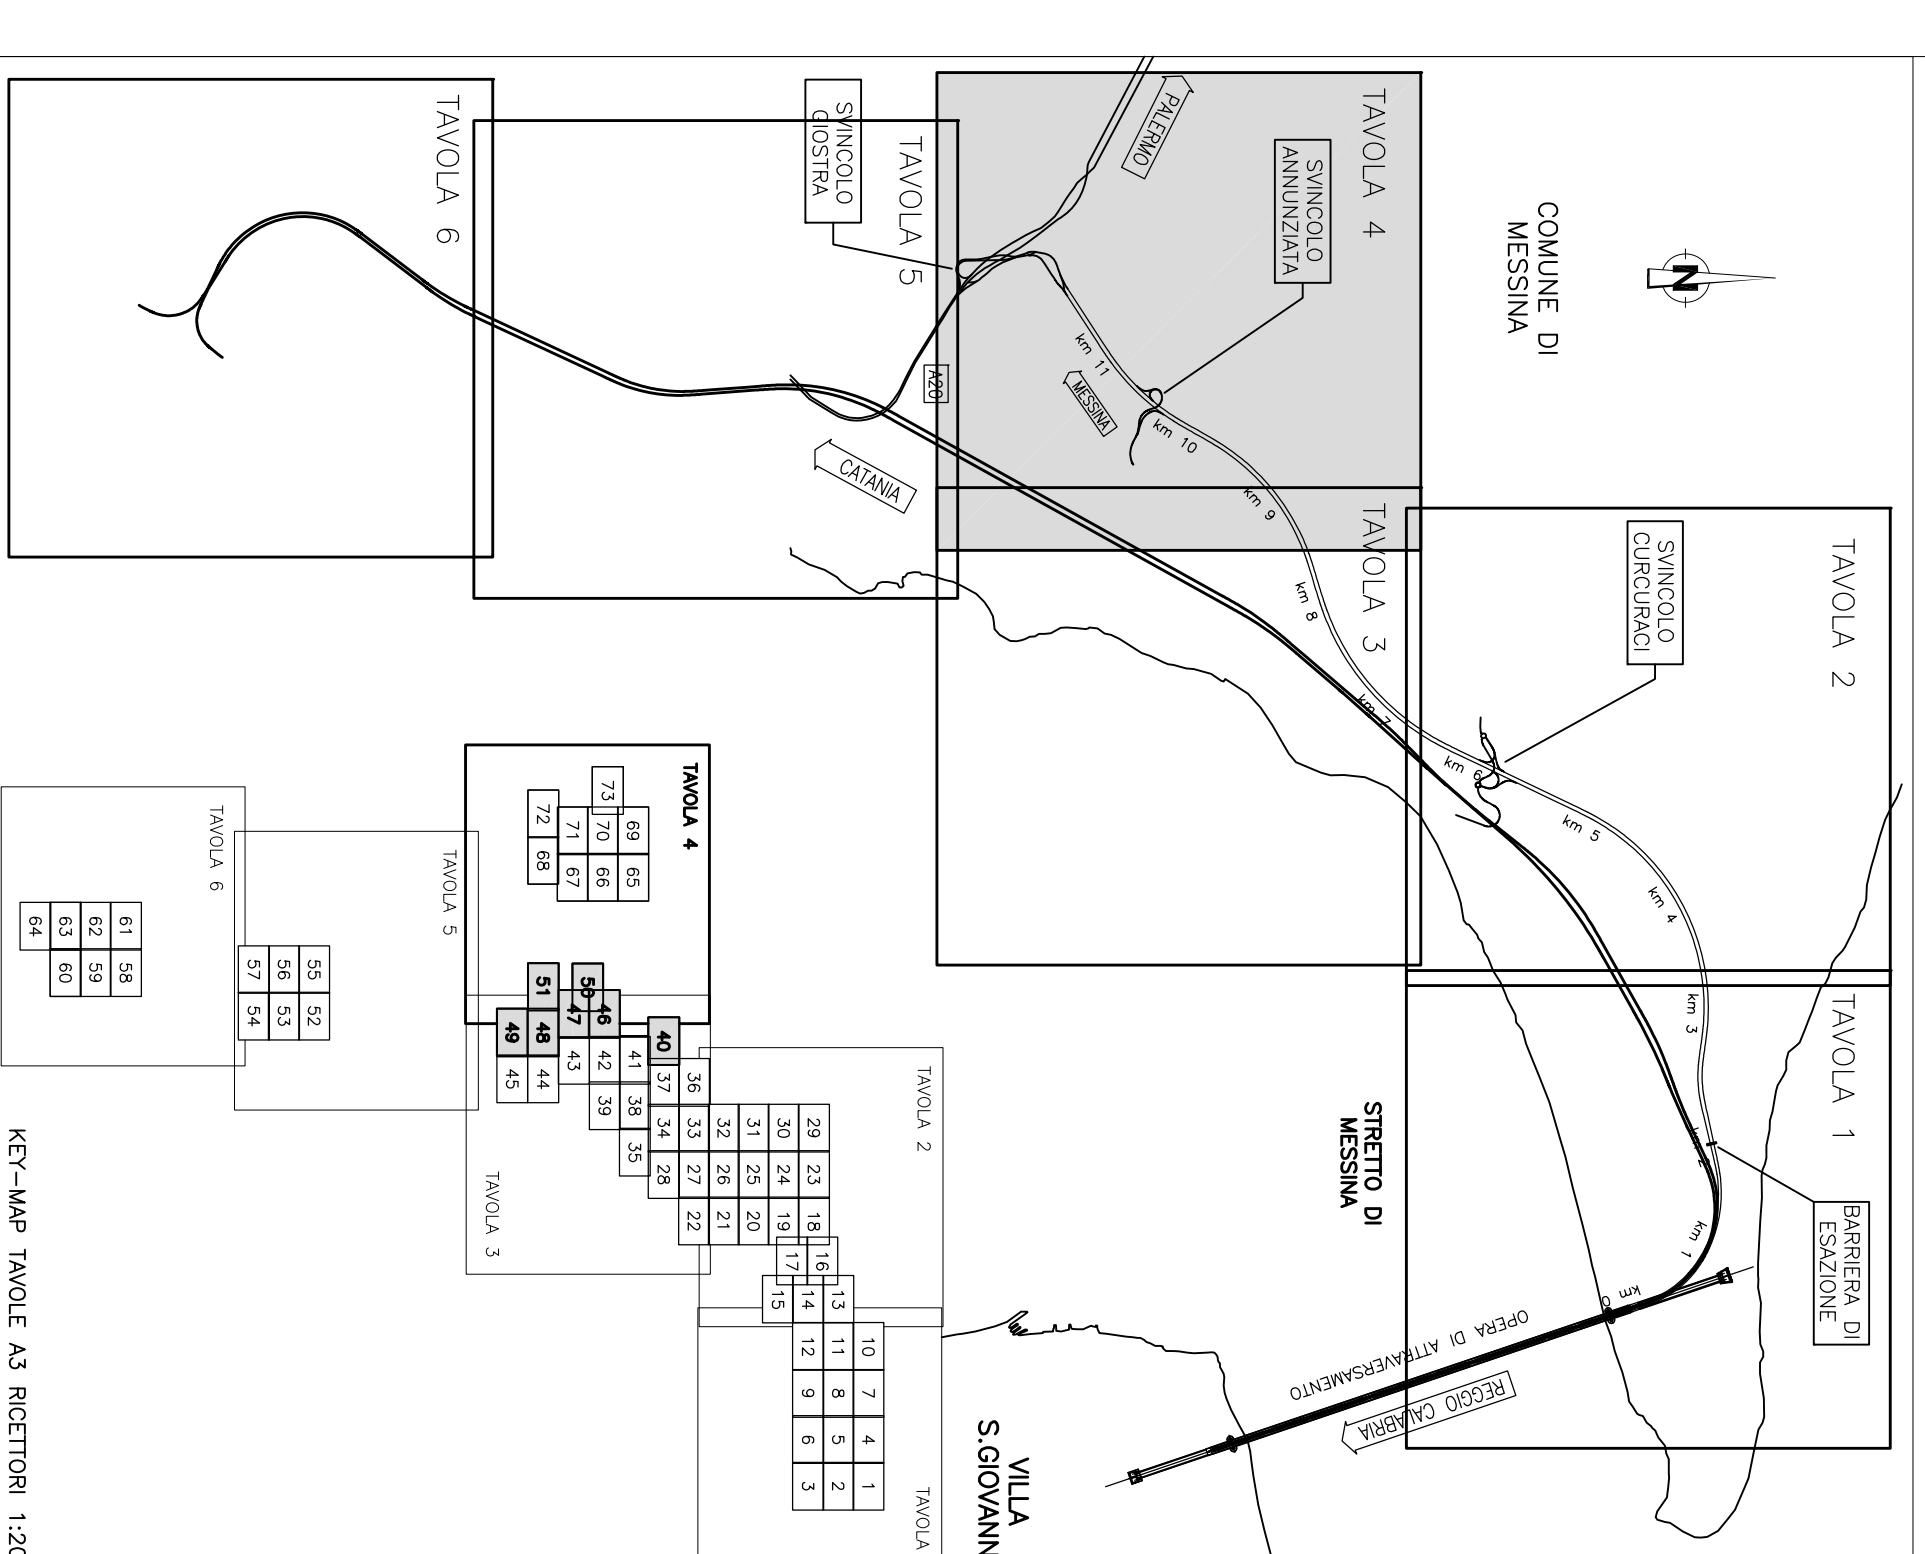 COMUNE DI
MESSINA
N
TAVOLA 4
PALERMO
SVINCOLO
ANNUNZIATA
SVINCOLO
GIOSTRA
TAVOLA 5
TAVOLA 6
A20
MESSINA
CATANIA
km 11
km 10
km 9
km 8
km 7
km 6
km 5
km 4
km 3
km 2
km 1
km 0
TAVOLA 3
TAVOLA 2
SVINCOLO
CURCURACI
TAVOLA 1
BARRIERA DI
ESAZIONE
STRETTO DI
MESSINA
OPERA DI ATTRAVERSAMENTO
REGGIO CALABRIA
VILLA
S.GIOVANN
TAVOLA 4
73
69
70
71
72
65
66
67
68
50
51
46
47
48
49
40
41
42
43
44
45
36
37
38
39
35
TAVOLA 2
29
30
31
32
33
34
23
24
25
26
27
28
18
19
20
21
22
16
17
13
14
15
10
11
12
7
8
9
4
5
6
1
2
3
TAVOLA
TAVOLA 3
TAVOLA 5
55
56
57
52
53
54
TAVOLA 6
61
62
63
64
58
59
60
KEY-MAP TAVOLE A3 RICETTORI 1:20